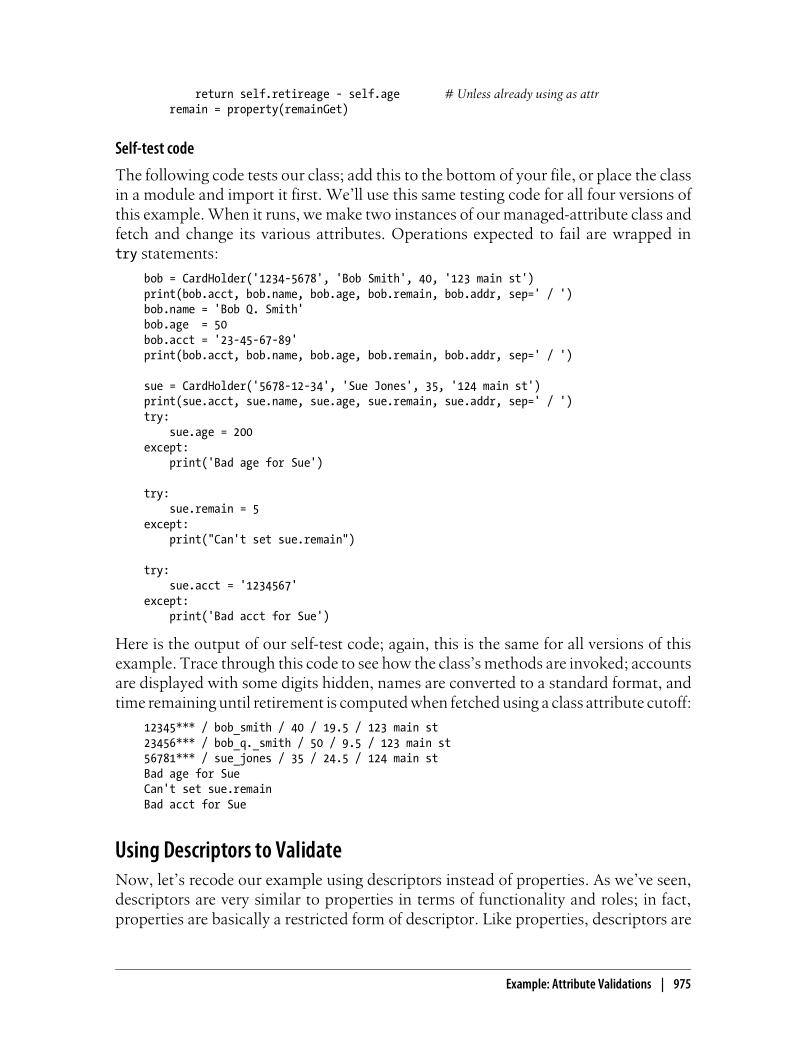 return self.retireage - self.age # Unless already using as attr
remain = property(remainGet)
Self-test code
The following code tests our class; add this to the bottom of your file, or place the class
in a module and import it first. We'll use this same testing code for all four versions of
this example. When it runs, we make two instances of our managed-attribute class and
fetch and change its various attributes. Operations expected to fail are wrapped in
try statements:
bob = CardHolder('1234-5678', 'Bob Smith', 40, '123 main st')
print(bob.acct, bob.name, bob.age, bob.remain, bob.addr, sep=' / ')
bob.name = 'Bob Q. Smith'
bob.age  = 50
bob.acct = '23-45-67-89'
print(bob.acct, bob.name, bob.age, bob.remain, bob.addr, sep=' / ')
sue = CardHolder('5678-12-34', 'Sue Jones', 35, '124 main st')
print(sue.acct, sue.name, sue.age, sue.remain, sue.addr, sep=' / ')
try:
    sue.age = 200
except:
    print('Bad age for Sue')
try:
    sue.remain = 5
except:
    print("Can't set sue.remain")
try:
    sue.acct = '1234567'
except:
    print('Bad acct for Sue')
Here is the output of our self-test code; again, this is the same for all versions of this
example. Trace through this code to see how the class's methods are invoked; accounts
are displayed with some digits hidden, names are converted to a standard format, and
time remaining until retirement is computed when fetched using a class attribute cutoff:
12345*** / bob_smith / 40 / 19.5 / 123 main st
23456*** / bob_q._smith / 50 / 9.5 / 123 main st
56781*** / sue_jones / 35 / 24.5 / 124 main st
Bad age for Sue
Can't set sue.remain
Bad acct for Sue
Using Descriptors to Validate
Now, let's recode our example using descriptors instead of properties. As we've seen,
descriptors are very similar to properties in terms of functionality and roles; in fact,
properties are basically a restricted form of descriptor. Like properties, descriptors are
Example: Attribute Validations | 975